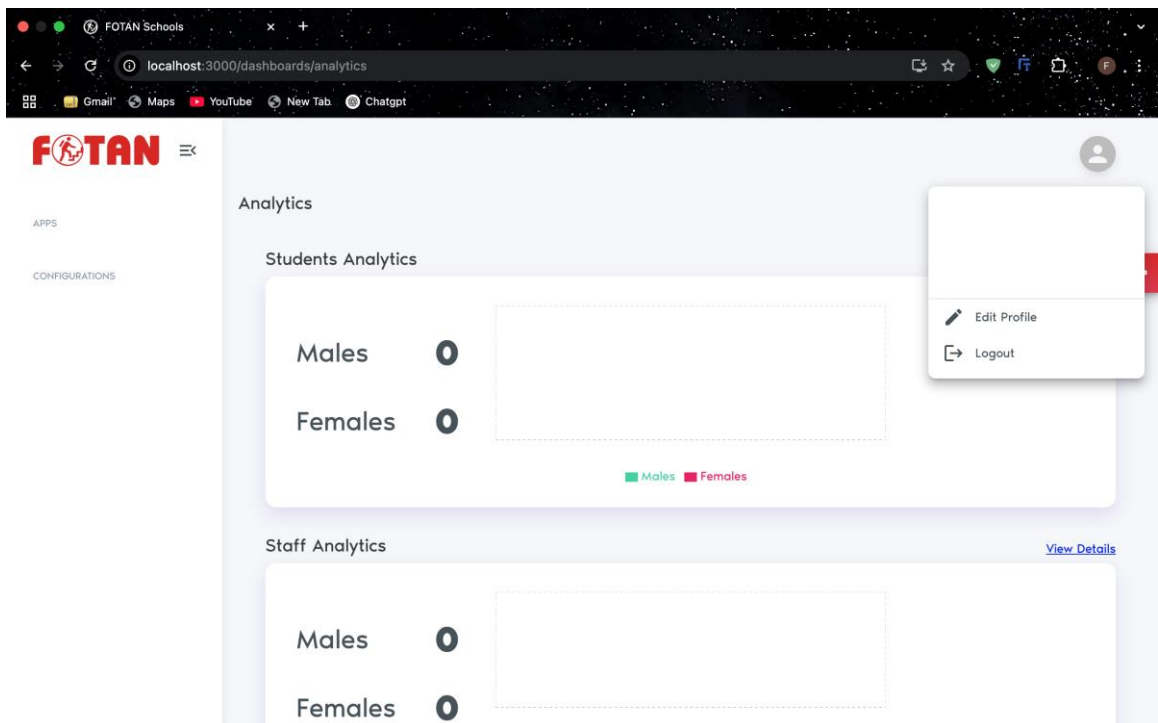 FOTAN Schools
localhost:3000/dashboards/analytics
F
Gmail Maps YouTube New Tab Chatgpt
FOTAN
Analytics
APPS
Students Analytics
CONFIGURATIONS
Edit Profile
Males 0
Logout
Females 0
Males Females
Staff Analytics View Details
Males 0
Females 0